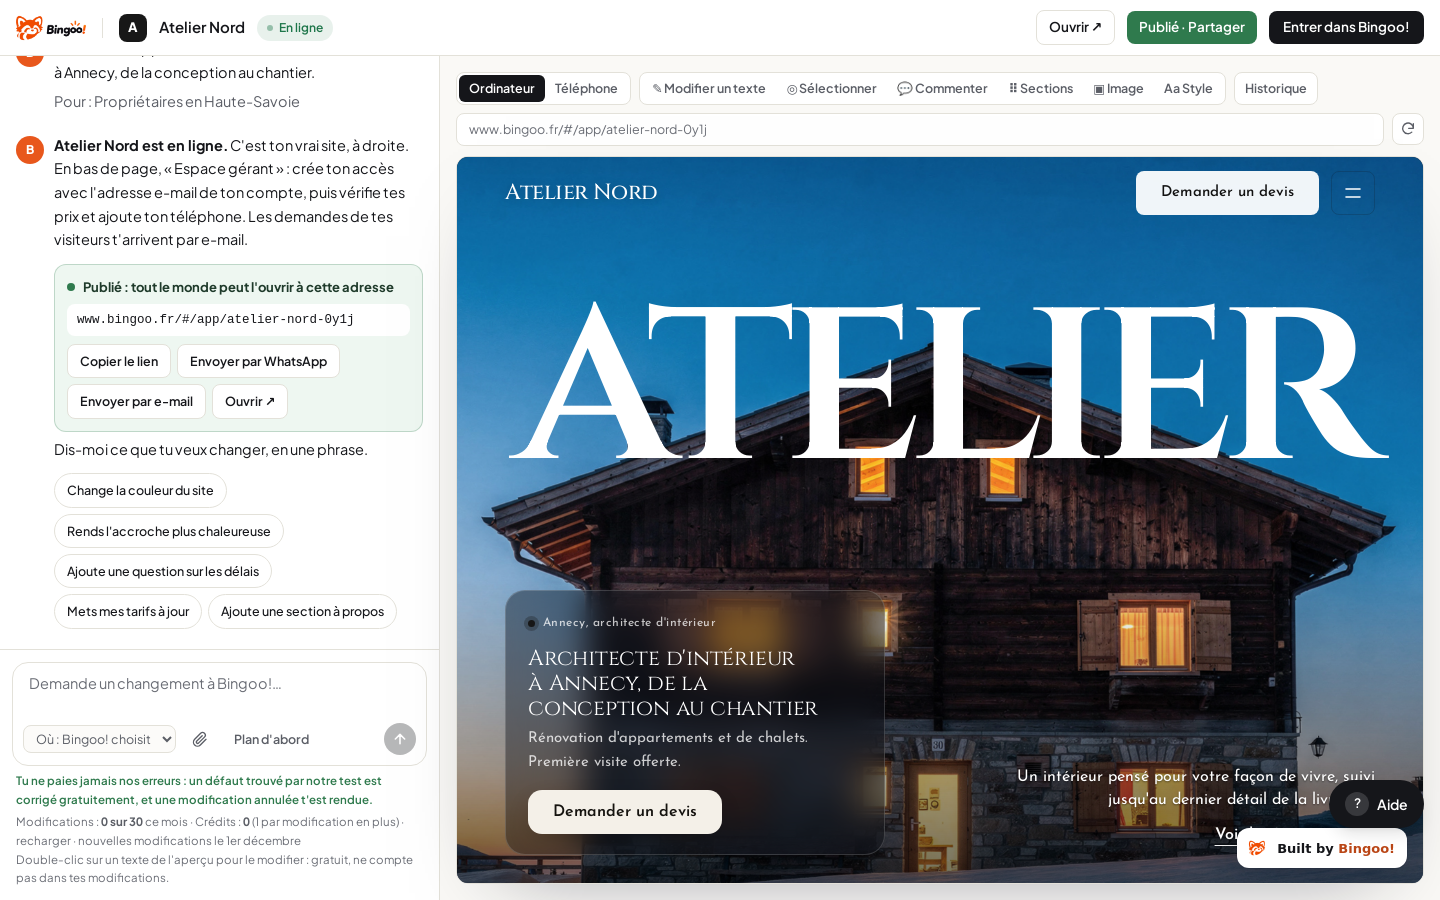 Bingoo!
A
Atelier Nord
En ligne
Ouvrir ↗
Publié · Partager
Entrer dans Bingoo!
à Annecy, de la conception au chantier.
Pour : Propriétaires en Haute-Savoie
B
Atelier Nord est en ligne. C'est ton vrai site, à droite.
En bas de page, « Espace gérant » : crée ton accès
avec l'adresse e-mail de ton compte, puis vérifie tes
prix et ajoute ton téléphone. Les demandes de tes
visiteurs t'arrivent par e-mail.
Publié : tout le monde peut l'ouvrir à cette adresse
www.bingoo.fr/#/app/atelier-nord-0y1j
Copier le lien
Envoyer par WhatsApp
Envoyer par e-mail
Ouvrir ↗
Dis-moi ce que tu veux changer, en une phrase.
Change la couleur du site
Rends l'accroche plus chaleureuse
Ajoute une question sur les délais
Mets mes tarifs à jour
Ajoute une section à propos
Demande un changement à Bingoo!...
Où : Bingoo! choisit
Plan d'abord
Tu ne paies jamais nos erreurs : un défaut trouvé par notre test est
corrigé gratuitement, et une modification annulée t'est rendue.
Modifications : 0 sur 30 ce mois · Crédits : 0 (1 par modification en plus) ·
recharger · nouvelles modifications le 1er décembre
Double-clic sur un texte de l'aperçu pour le modifier : gratuit, ne compte
pas dans tes modifications.
Ordinateur
Téléphone
Modifier un texte
Sélectionner
Commenter
Sections
Image
Aa Style
Historique
www.bingoo.fr/#/app/atelier-nord-0y1j
Atelier Nord
Demander un devis
ATELIER
Annecy, architecte d'intérieur
Architecte d'intérieur
à Annecy, de la
conception au chantier
Rénovation d'appartements et de chalets.
Première visite offerte.
Demander un devis
30
Un intérieur pensé pour votre façon de vivre, suivi
jusqu'au dernier détail de la
? Aide
Built by Bingoo!